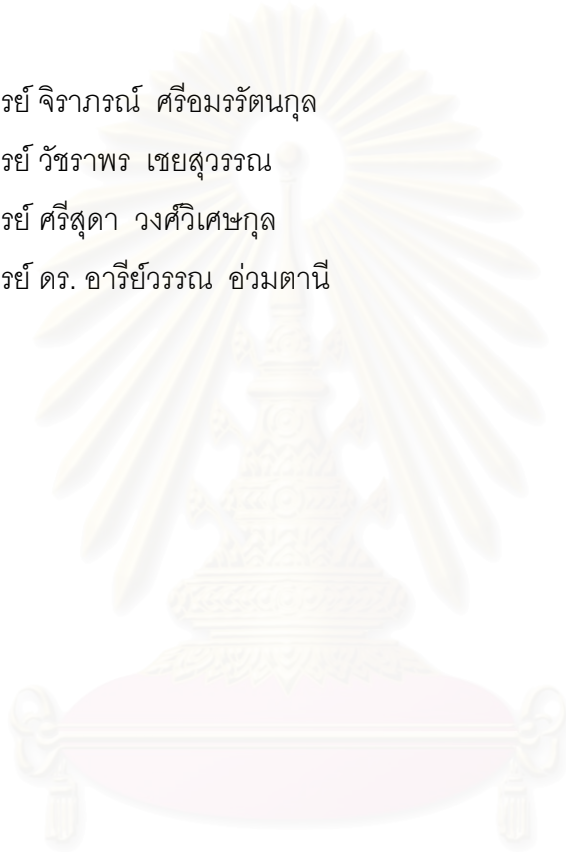 รย์ จิราภรณ์ ศรีอมรรัตนกุล
รย์ วัชราพร เชยสุวรรณ
รย์ ศรีสุดา วงศ์วิเศษกุล
รย์ ดร. อารีย์วรรณ อ่วมตานี